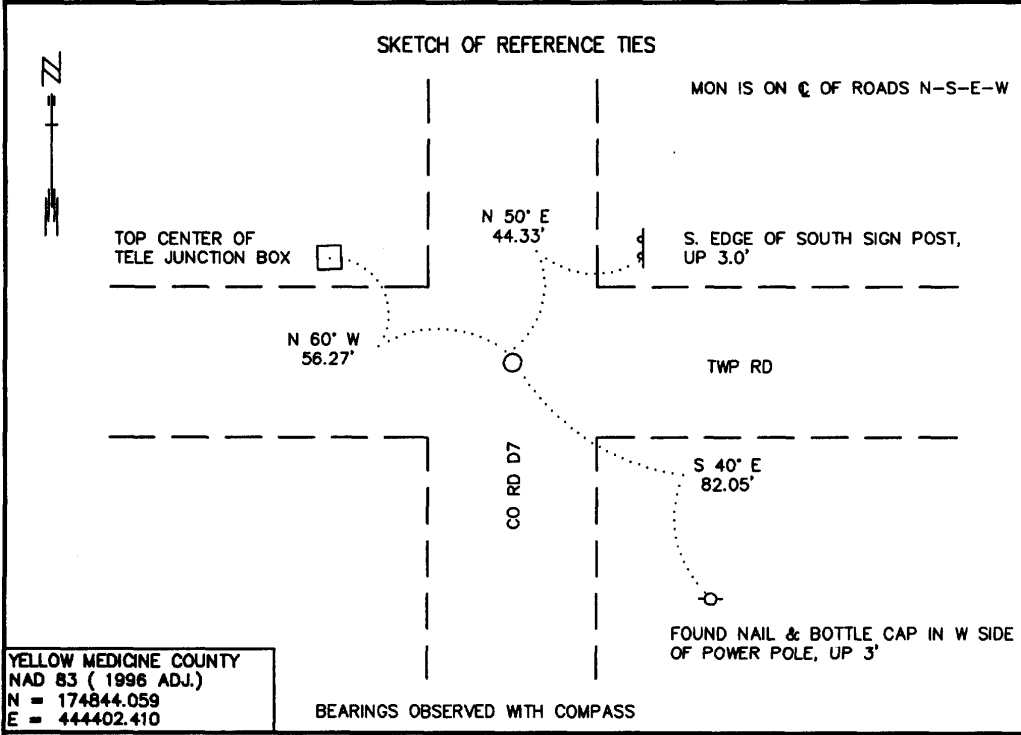 SKETCH OF REFERENCE TIES
MON IS ON ℄ OF ROADS N-S-E-W
N
N 50° E
44.33'
TOP CENTER OF
TELE JUNCTION BOX
S. EDGE OF SOUTH SIGN POST,
UP 3.0'
N 60° W
56.27'
TWP RD
CO RD D7
S 40° E
82.05'
FOUND NAIL & BOTTLE CAP IN W SIDE
OF POWER POLE, UP 3'
YELLOW MEDICINE COUNTY
NAD 83 ( 1996 ADJ.)
N = 174844.059
E = 444402.410
BEARINGS OBSERVED WITH COMPASS